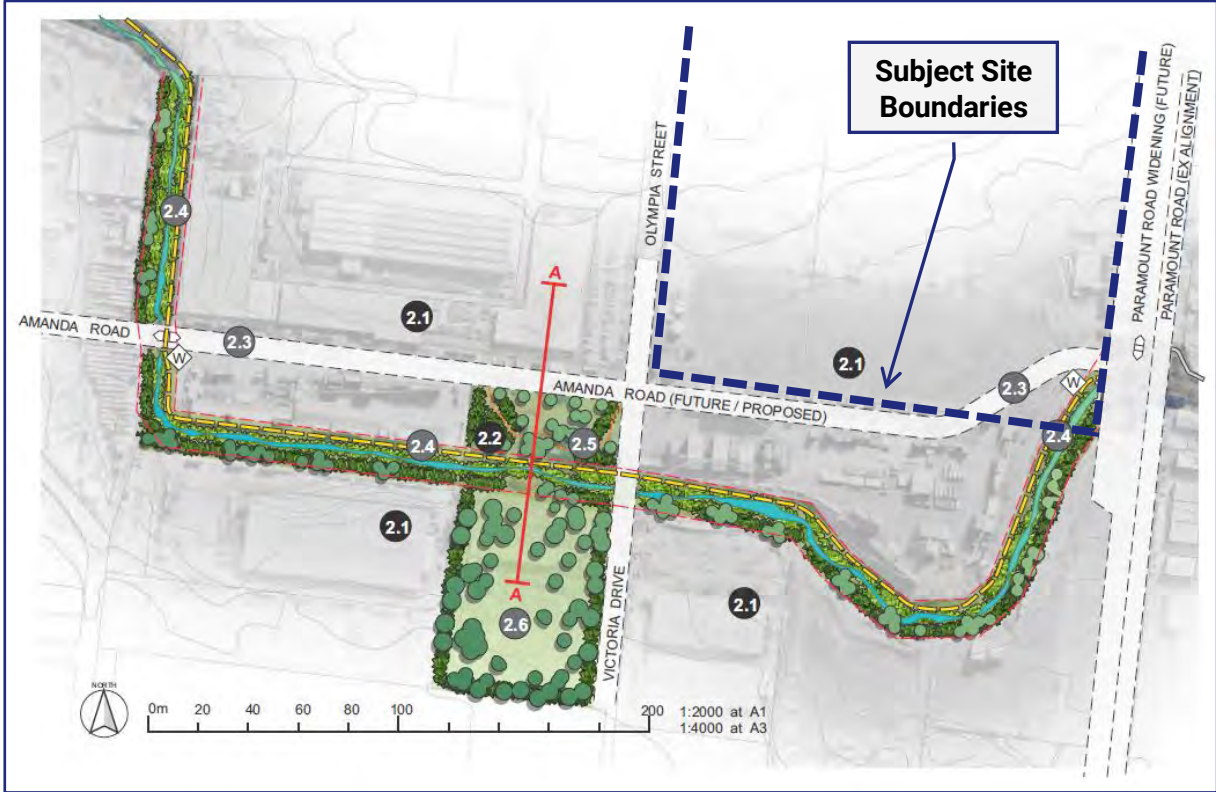 Subject Site
Boundaries
OLYMPIA STREET
PARAMOUNT ROAD WIDENING (FUTURE)
PARAMOUNT ROAD (EX ALIGNMENT)
2.4
A
2.1
AMANDA ROAD
2.3
W
2.1
AMANDA ROAD (FUTURE / PROPOSED)
2.3
W
2.4
2.2
2.5
2.4
2.1
A
2.1
2.6
VICTORIA DRIVE
NORTH
0m 20 40 60 80 100 200
1:2000 at A1
1:4000 at A3